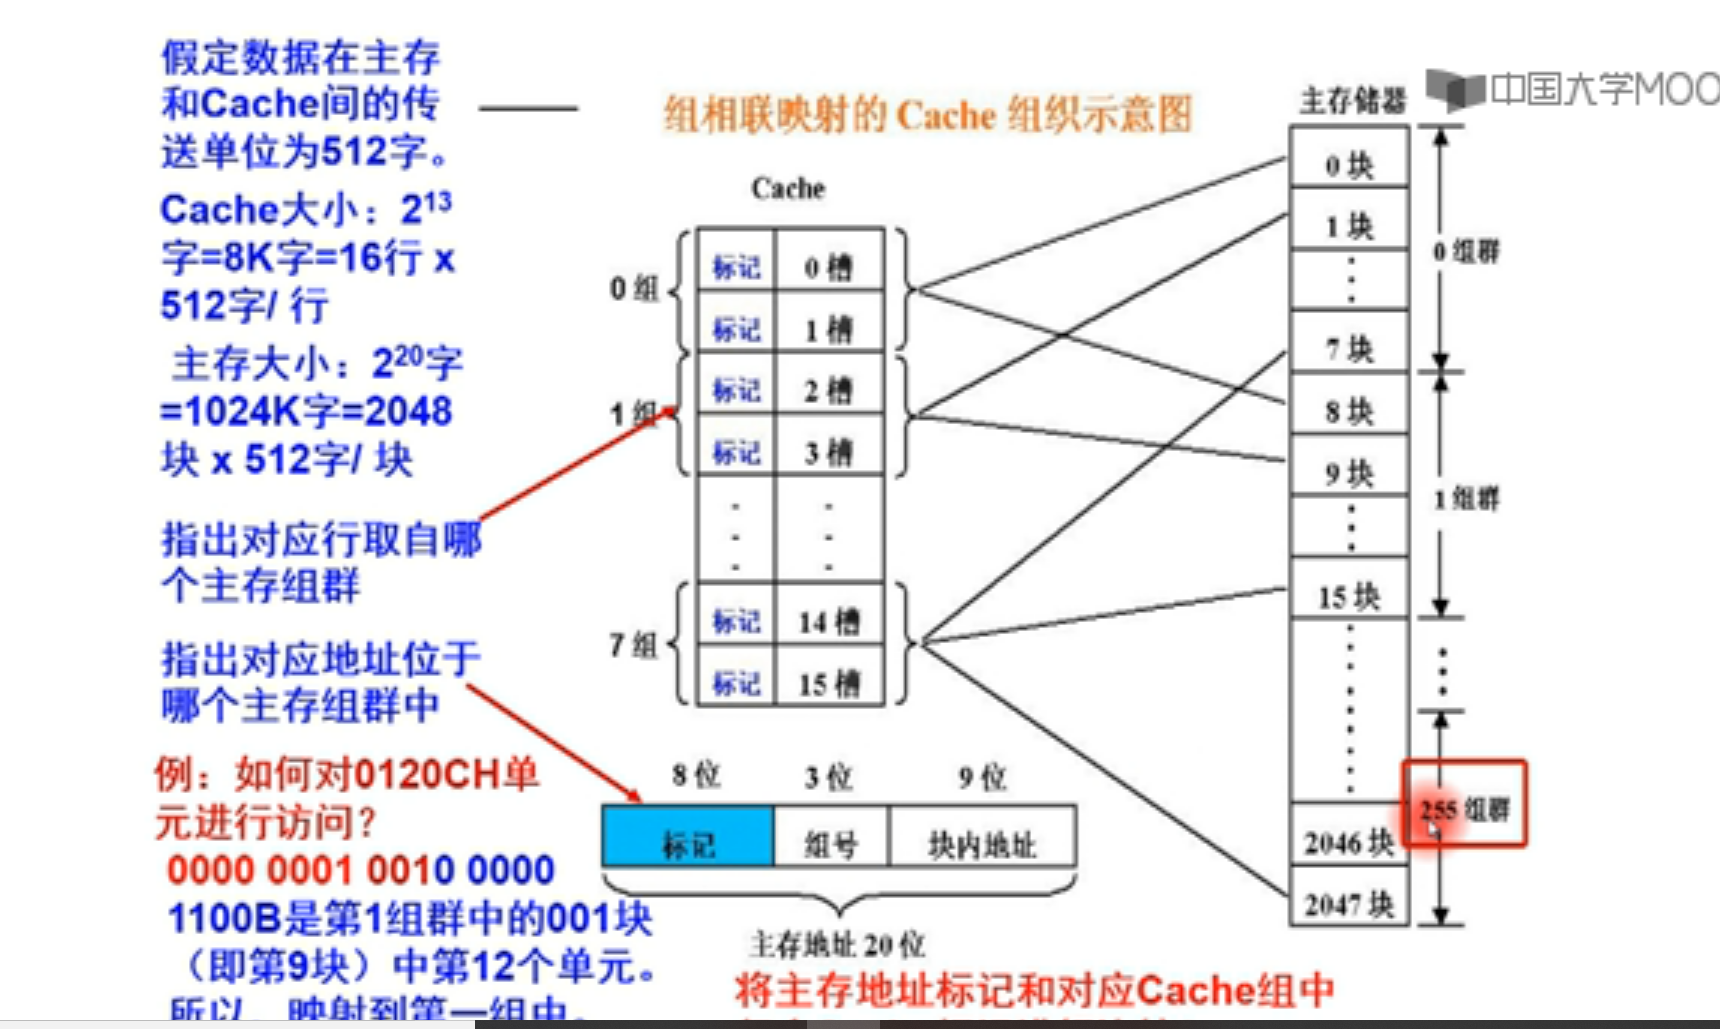 假定数据在主存
和Cache间的传
送单位为512字。
Cache大小：2¹³
字=8K字=16行 x
512字/ 行
主存大小：2²⁰字
=1024K字=2048
块 x 512字/ 块
指出对应行取自哪
个主存组群
指出对应地址位于
哪个主存组群中
例：如何对0120CH单
元进行访问？
0000 0001 0010 0000
1100B是第1组群中的001块
（即第9块）中第12个单元。
所以，映射到第一组中。
组相联映射的 Cache 组织示意图
Cache
0 组
标记 0 槽
标记 1 槽
1 组
标记 2 槽
标记 3 槽
7 组
标记 14 槽
标记 15 槽
8 位 3 位 9 位
标记 组号 块内地址
主存地址 20 位
将主存地址标记和对应Cache组中
中国大学MOO
主存储器
0 块
1 块
7 块
0 组群
8 块
9 块
15 块
1 组群
2046 块
2047 块
255 组群